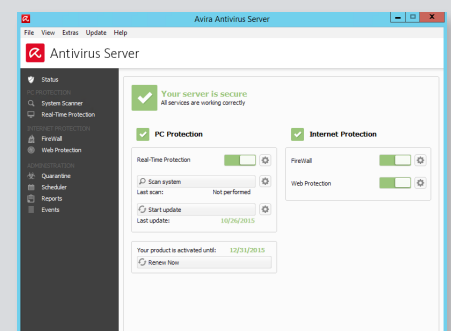 Avira Antivirus Server
File View Extras Update Help
Antivirus Server
Status
PC PROTECTION
System Scanner
Real-Time Protection
INTERNET PROTECTION
FireWall
Web Protection
ADMINISTRATION
Quarantine
Scheduler
Reports
Events
Your server is secure
All services are working correctly
PC Protection
Real-Time Protection
Scan system
Last scan: Not performed
Start update
Last update: 10/26/2015
Your product is activated until: 12/31/2015
Renew Now
Internet Protection
FireWall
Web Protection